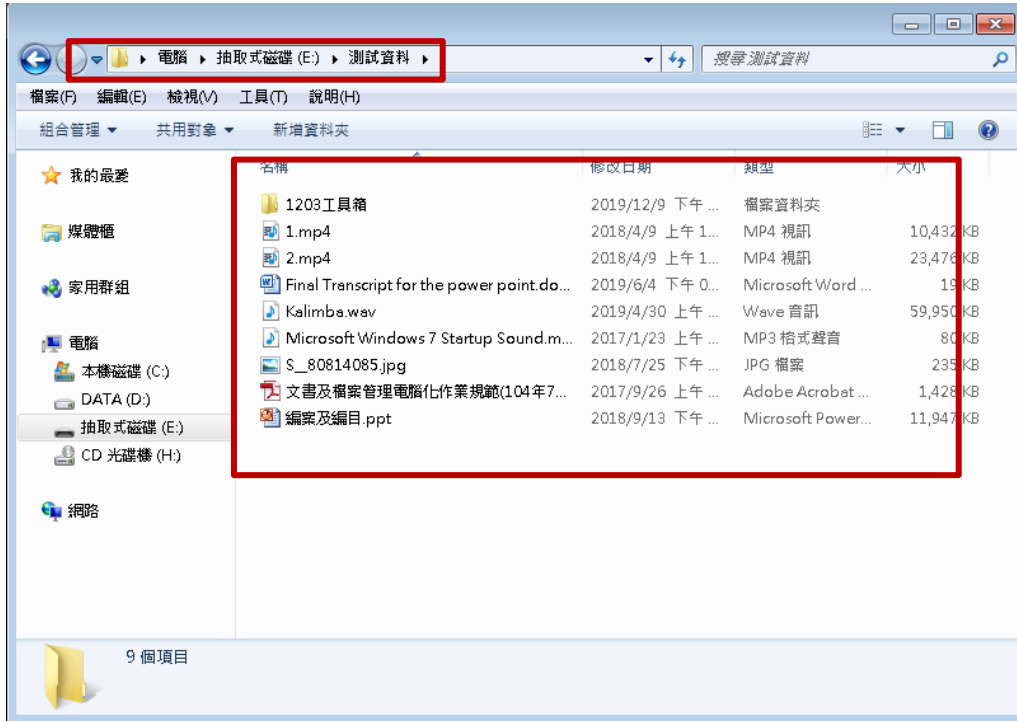 電腦 抽取式磁碟 (E:) 測試資料 搜尋 測試資料
檔案(F) 編輯(E) 檢視(V) 工具(T) 說明(H)
組合管理 共用對象 新增資料夾
我的最愛
媒體櫃
家用群組
電腦
本機磁碟 (C:)
DATA (D:)
抽取式磁碟 (E:)
CD 光碟機 (H:)
網路
名稱 修改日期 類型 大小
1203工具箱 2019/12/9 下午 ... 檔案資料夾
1.mp4 2018/4/9 上午 1... MP4 視訊 10,432 KB
2.mp4 2018/4/9 上午 1... MP4 視訊 23,476 KB
Final Transcript for the power point.do... 2019/6/4 下午 0... Microsoft Word ... 19 KB
Kalimba.wav 2019/4/30 上午 ... Wave 音訊 59,950 KB
Microsoft Windows 7 Startup Sound.m... 2017/1/23 上午 ... MP3 格式聲音 80 KB
S__80814085.jpg 2018/7/25 下午 ... JPG 檔案 235 KB
文書及檔案管理電腦化作業規範(104年7... 2017/9/26 上午 ... Adobe Acrobat ... 1,428 KB
編案及編目.ppt 2018/9/13 下午 ... Microsoft Power... 11,947 KB
9 個項目